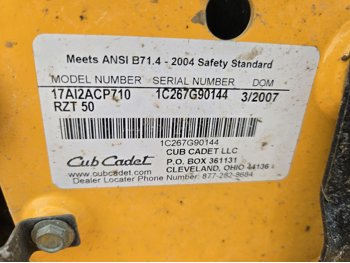 Meets ANSI B71.4 - 2004 Safety Standard
MODEL NUMBER SERIAL NUMBER DOM
17AI2ACP710 1C267G90144 3/2007
RZT 50
1C267G90144
Cub Cadet CUB CADET LLC
P.O. BOX 361131
www.cubcadet.com CLEVELAND, OHIO 44136
Dealer Locator Phone Number: 877-282-8684